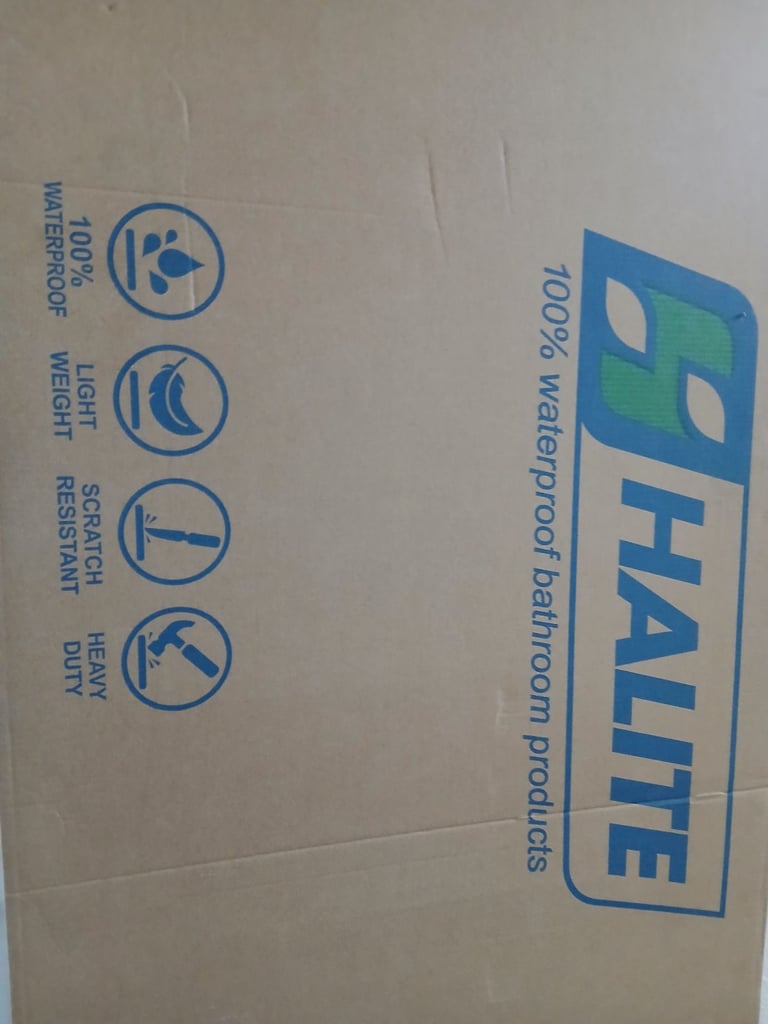 HALITE
100% waterproof bathroom products
100%
WATERPROOF
LIGHT
WEIGHT
SCRATCH
RESISTANT
HEAVY
DUTY